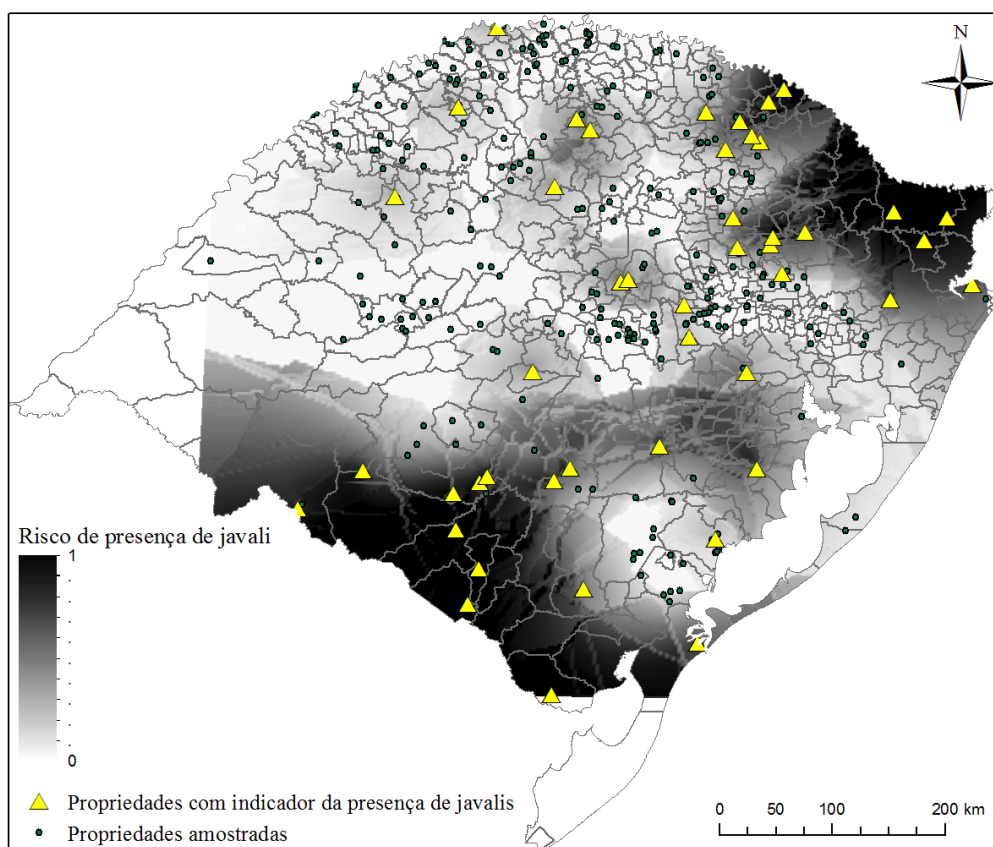 N
Risco de presença de javali
1
0
Propriedades com indicador da presença de javalis
Propriedades amostradas
0 50 100 200 km